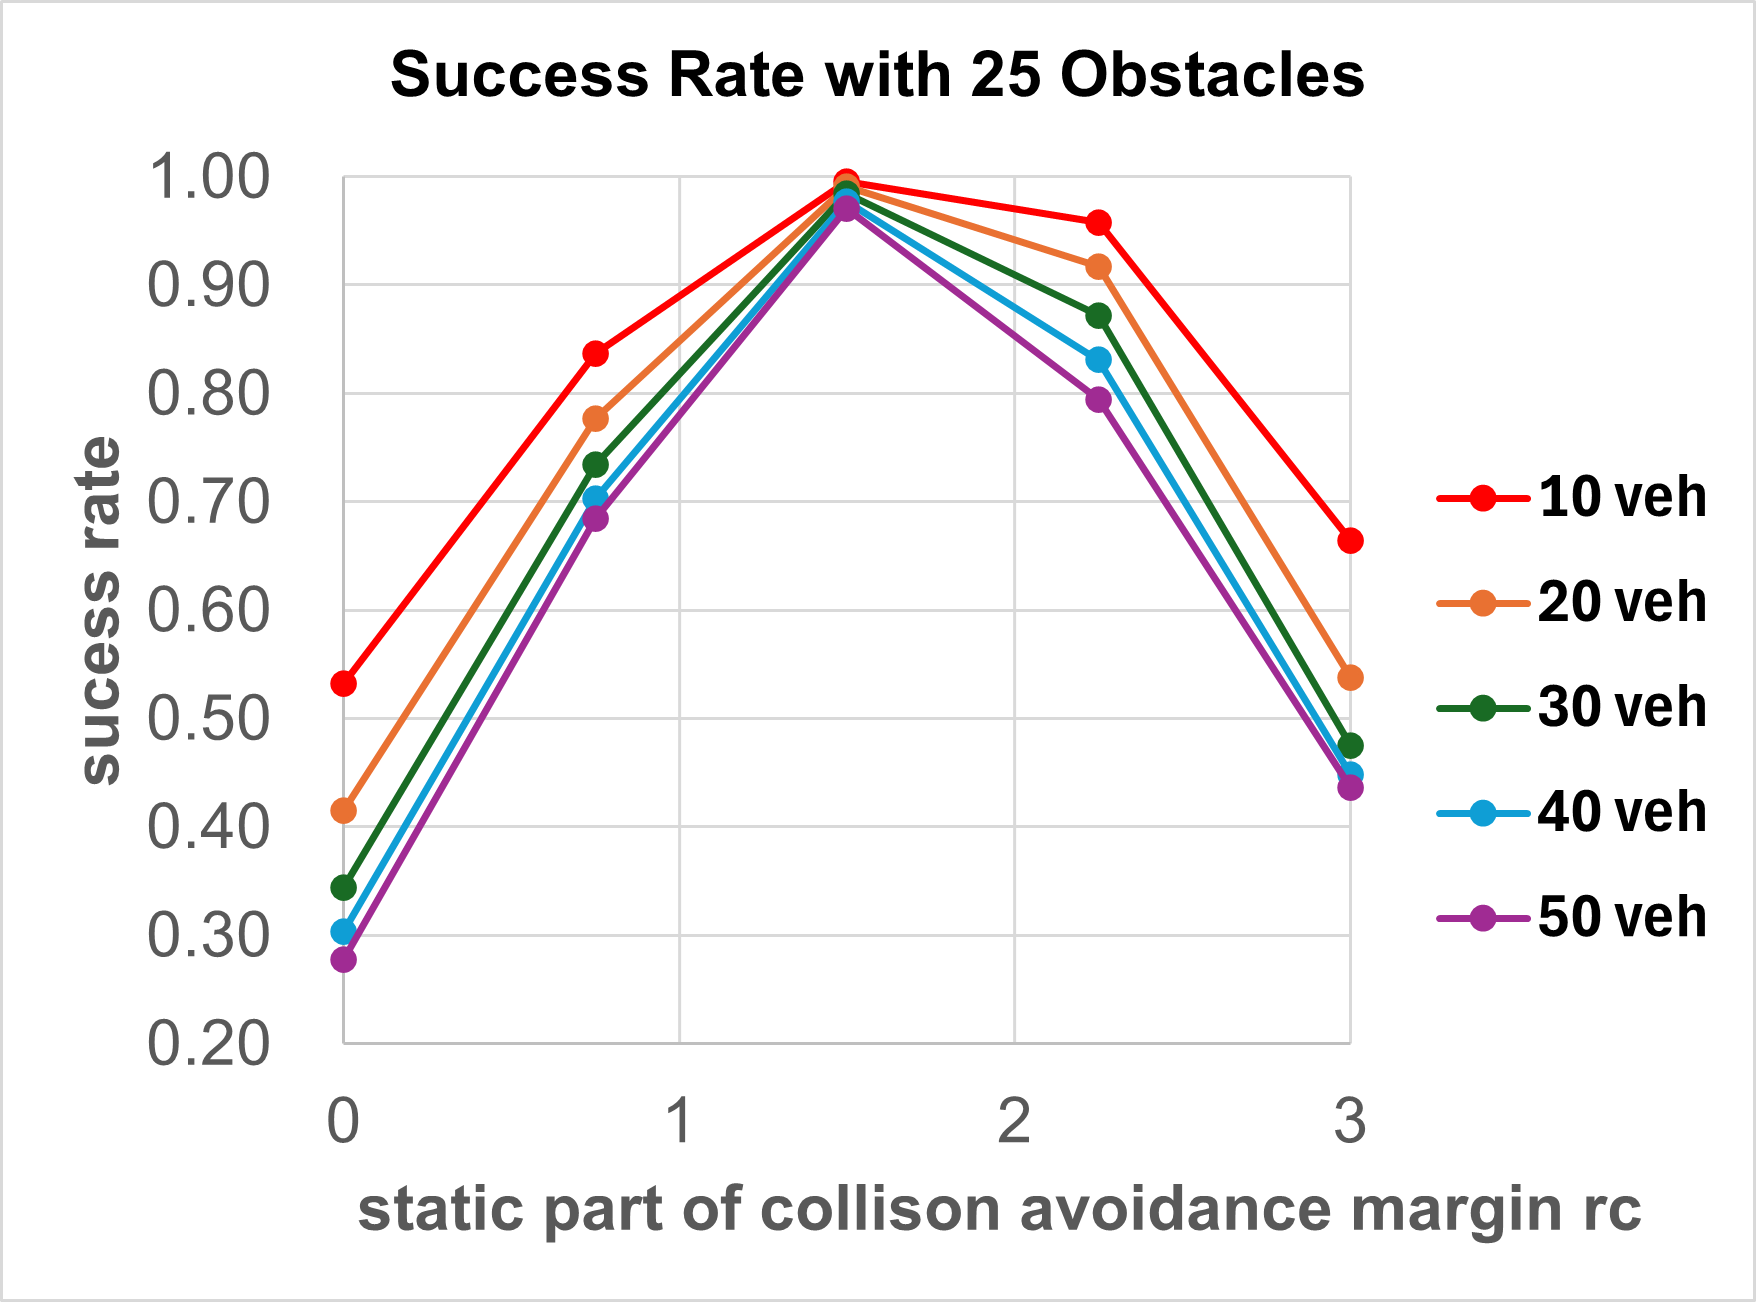 Success Rate with 25 Obstacles
1.00
0.90
0.80
0.70
0.60
0.50
0.40
0.30
0.20
success rate
0 1 2 3
static part of collison avoidance margin rc
10 veh
20 veh
30 veh
40 veh
50 veh